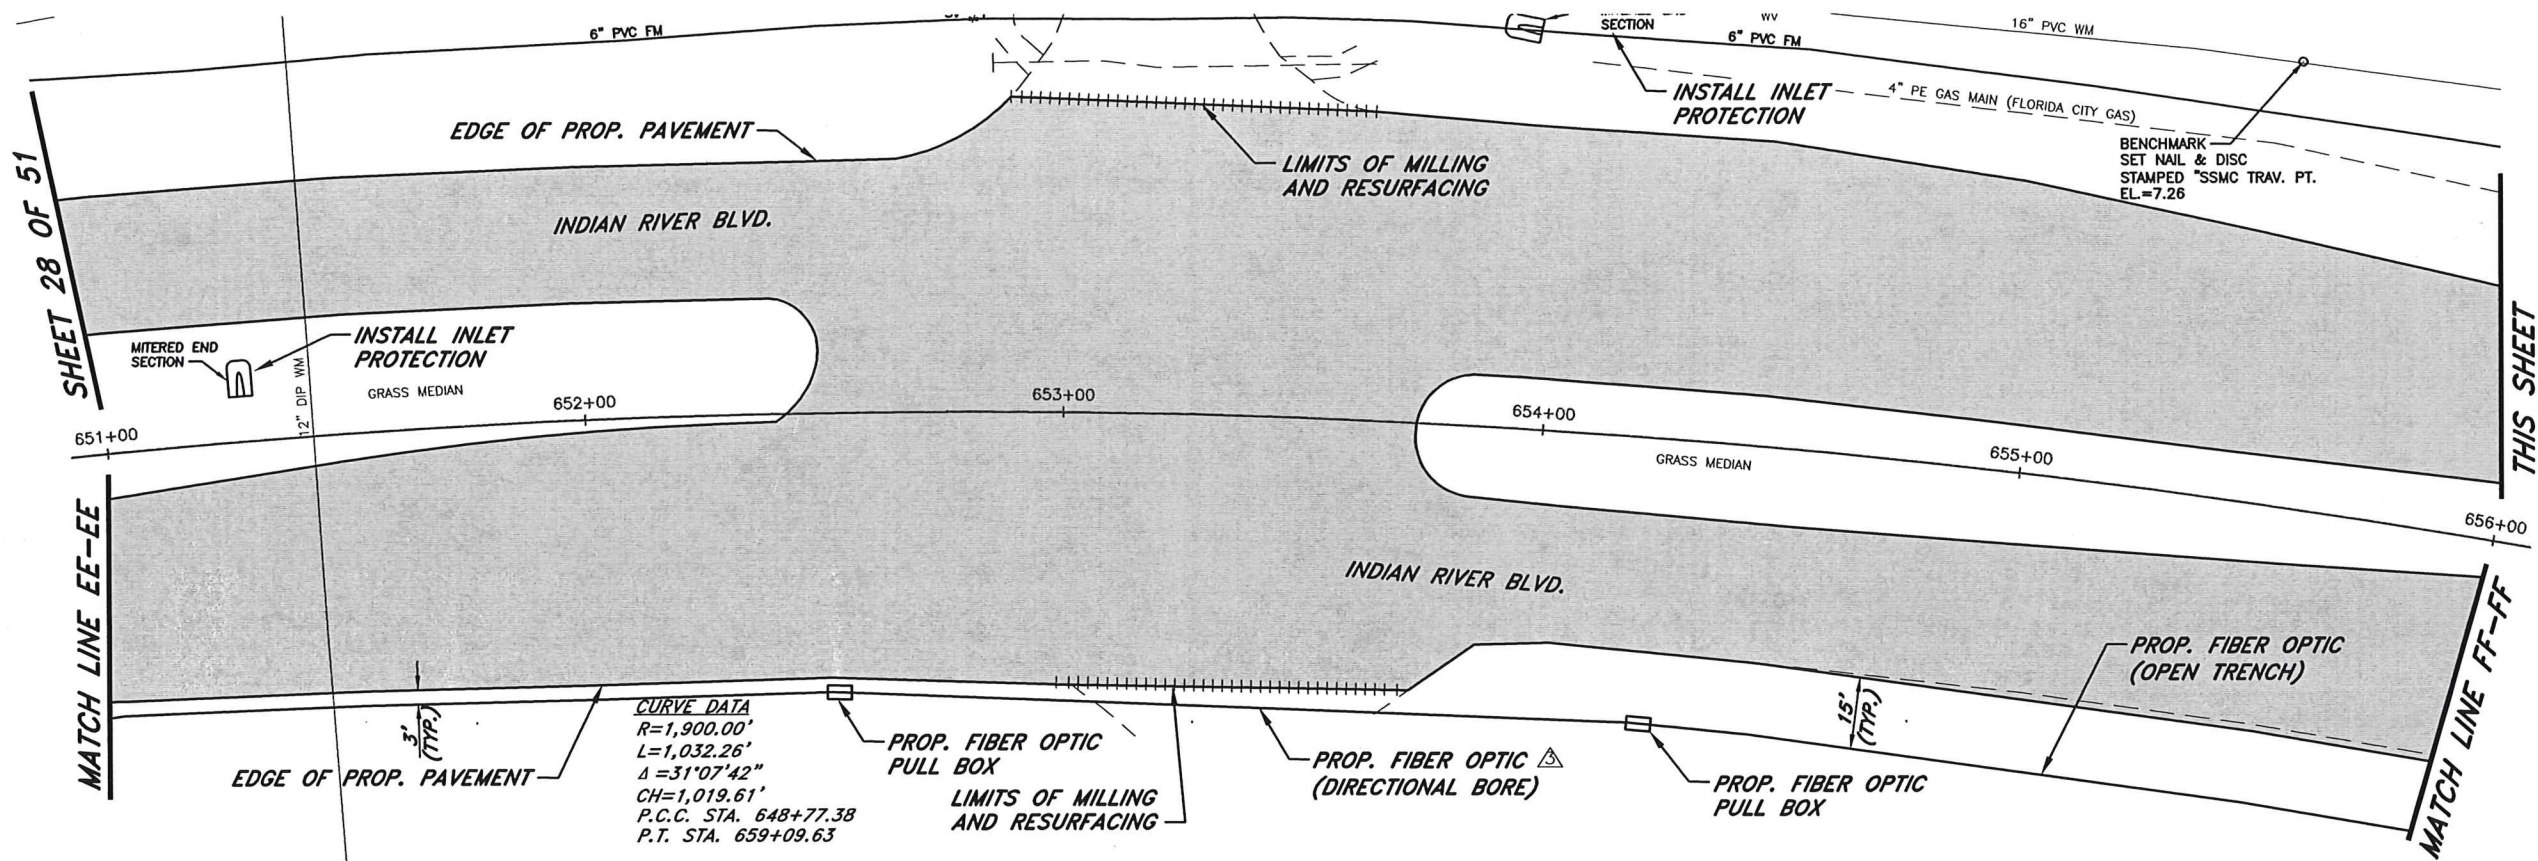 6" PVC FM
SECTION
WV
6" PVC FM
16" PVC WM
INSTALL INLET
PROTECTION
4" PE GAS MAIN (FLORIDA CITY GAS)
BENCHMARK
SET NAIL & DISC
STAMPED "SSMC TRAV. PT.
EL.=7.26
EDGE OF PROP. PAVEMENT
LIMITS OF MILLING
AND RESURFACING
SHEET 28 OF 51
INDIAN RIVER BLVD.
MITERED END
SECTION
INSTALL INLET
PROTECTION
12" DIP WM
GRASS MEDIAN
THIS SHEET
651+00
652+00
653+00
654+00
655+00
656+00
GRASS MEDIAN
MATCH LINE EE-EE
INDIAN RIVER BLVD.
MATCH LINE FF-FF
PROP. FIBER OPTIC
(OPEN TRENCH)
3'
(TYP.)
15'
(TYP.)
EDGE OF PROP. PAVEMENT
CURVE DATA
R=1,900.00'
L=1,032.26'
Δ =31°07'42"
CH=1,019.61'
P.C.C. STA. 648+77.38
P.T. STA. 659+09.63
PROP. FIBER OPTIC
PULL BOX
LIMITS OF MILLING
AND RESURFACING
PROP. FIBER OPTIC 3
(DIRECTIONAL BORE)
PROP. FIBER OPTIC
PULL BOX